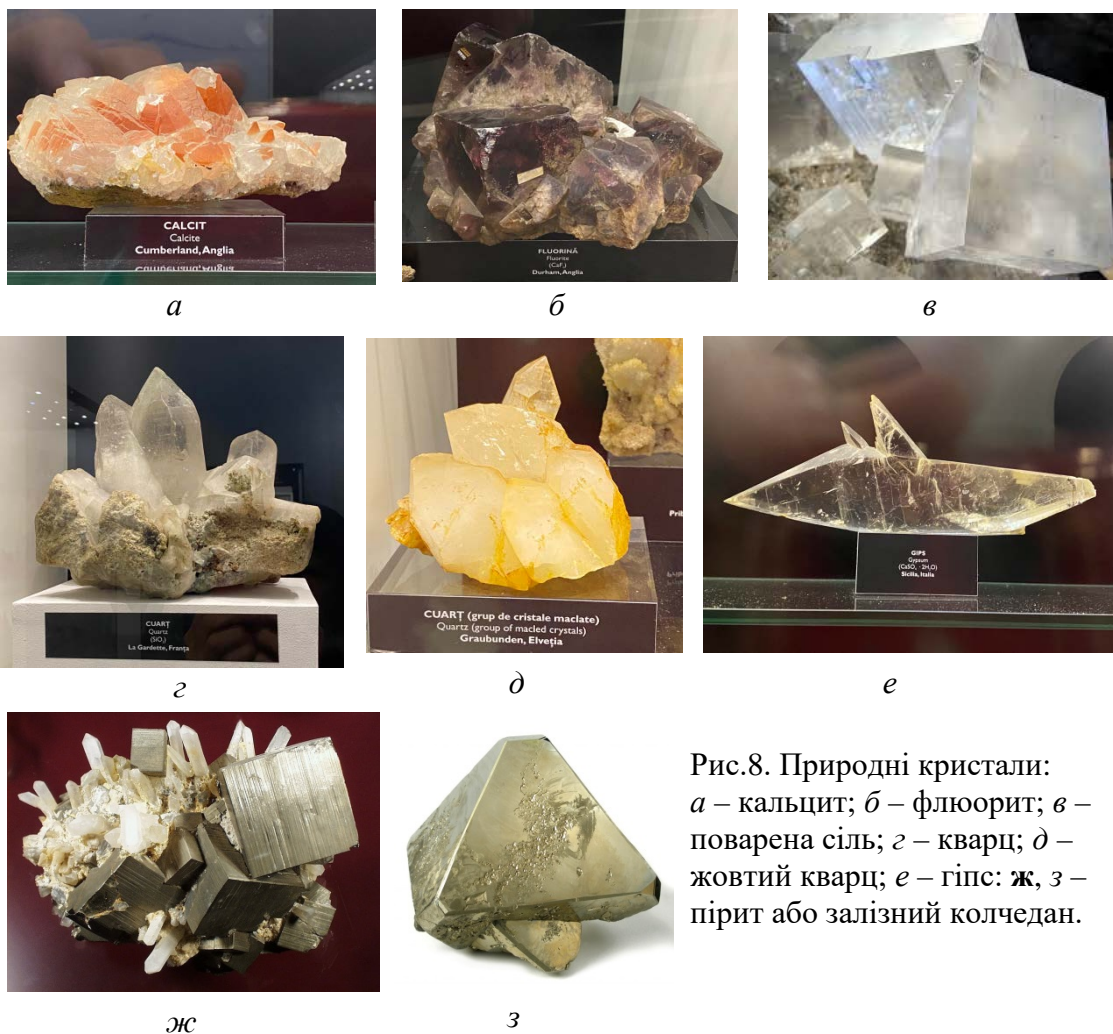 CALCIT
Calcite
Cumberland, Anglia
FLUORINĂ
Fluorite
(CaF₂)
Durham, Anglia
а
б
в
CUARȚ
Quartz
(SiO₂)
La Gardette, Franța
CUARȚ (grup de cristale maclate)
Quartz (group of macled crystals)
Graubunden, Elveția
GIPS
Gypsum
(CaSO₄ · 2H₂O)
Sicilia, Italia
г
д
е
Рис.8. Природні кристали:
а – кальцит; б – флюорит; в –
поварена сіль; г – кварц; д –
жовтий кварц; е – гіпс: ж, з –
пірит або залізний колчедан.
ж
з